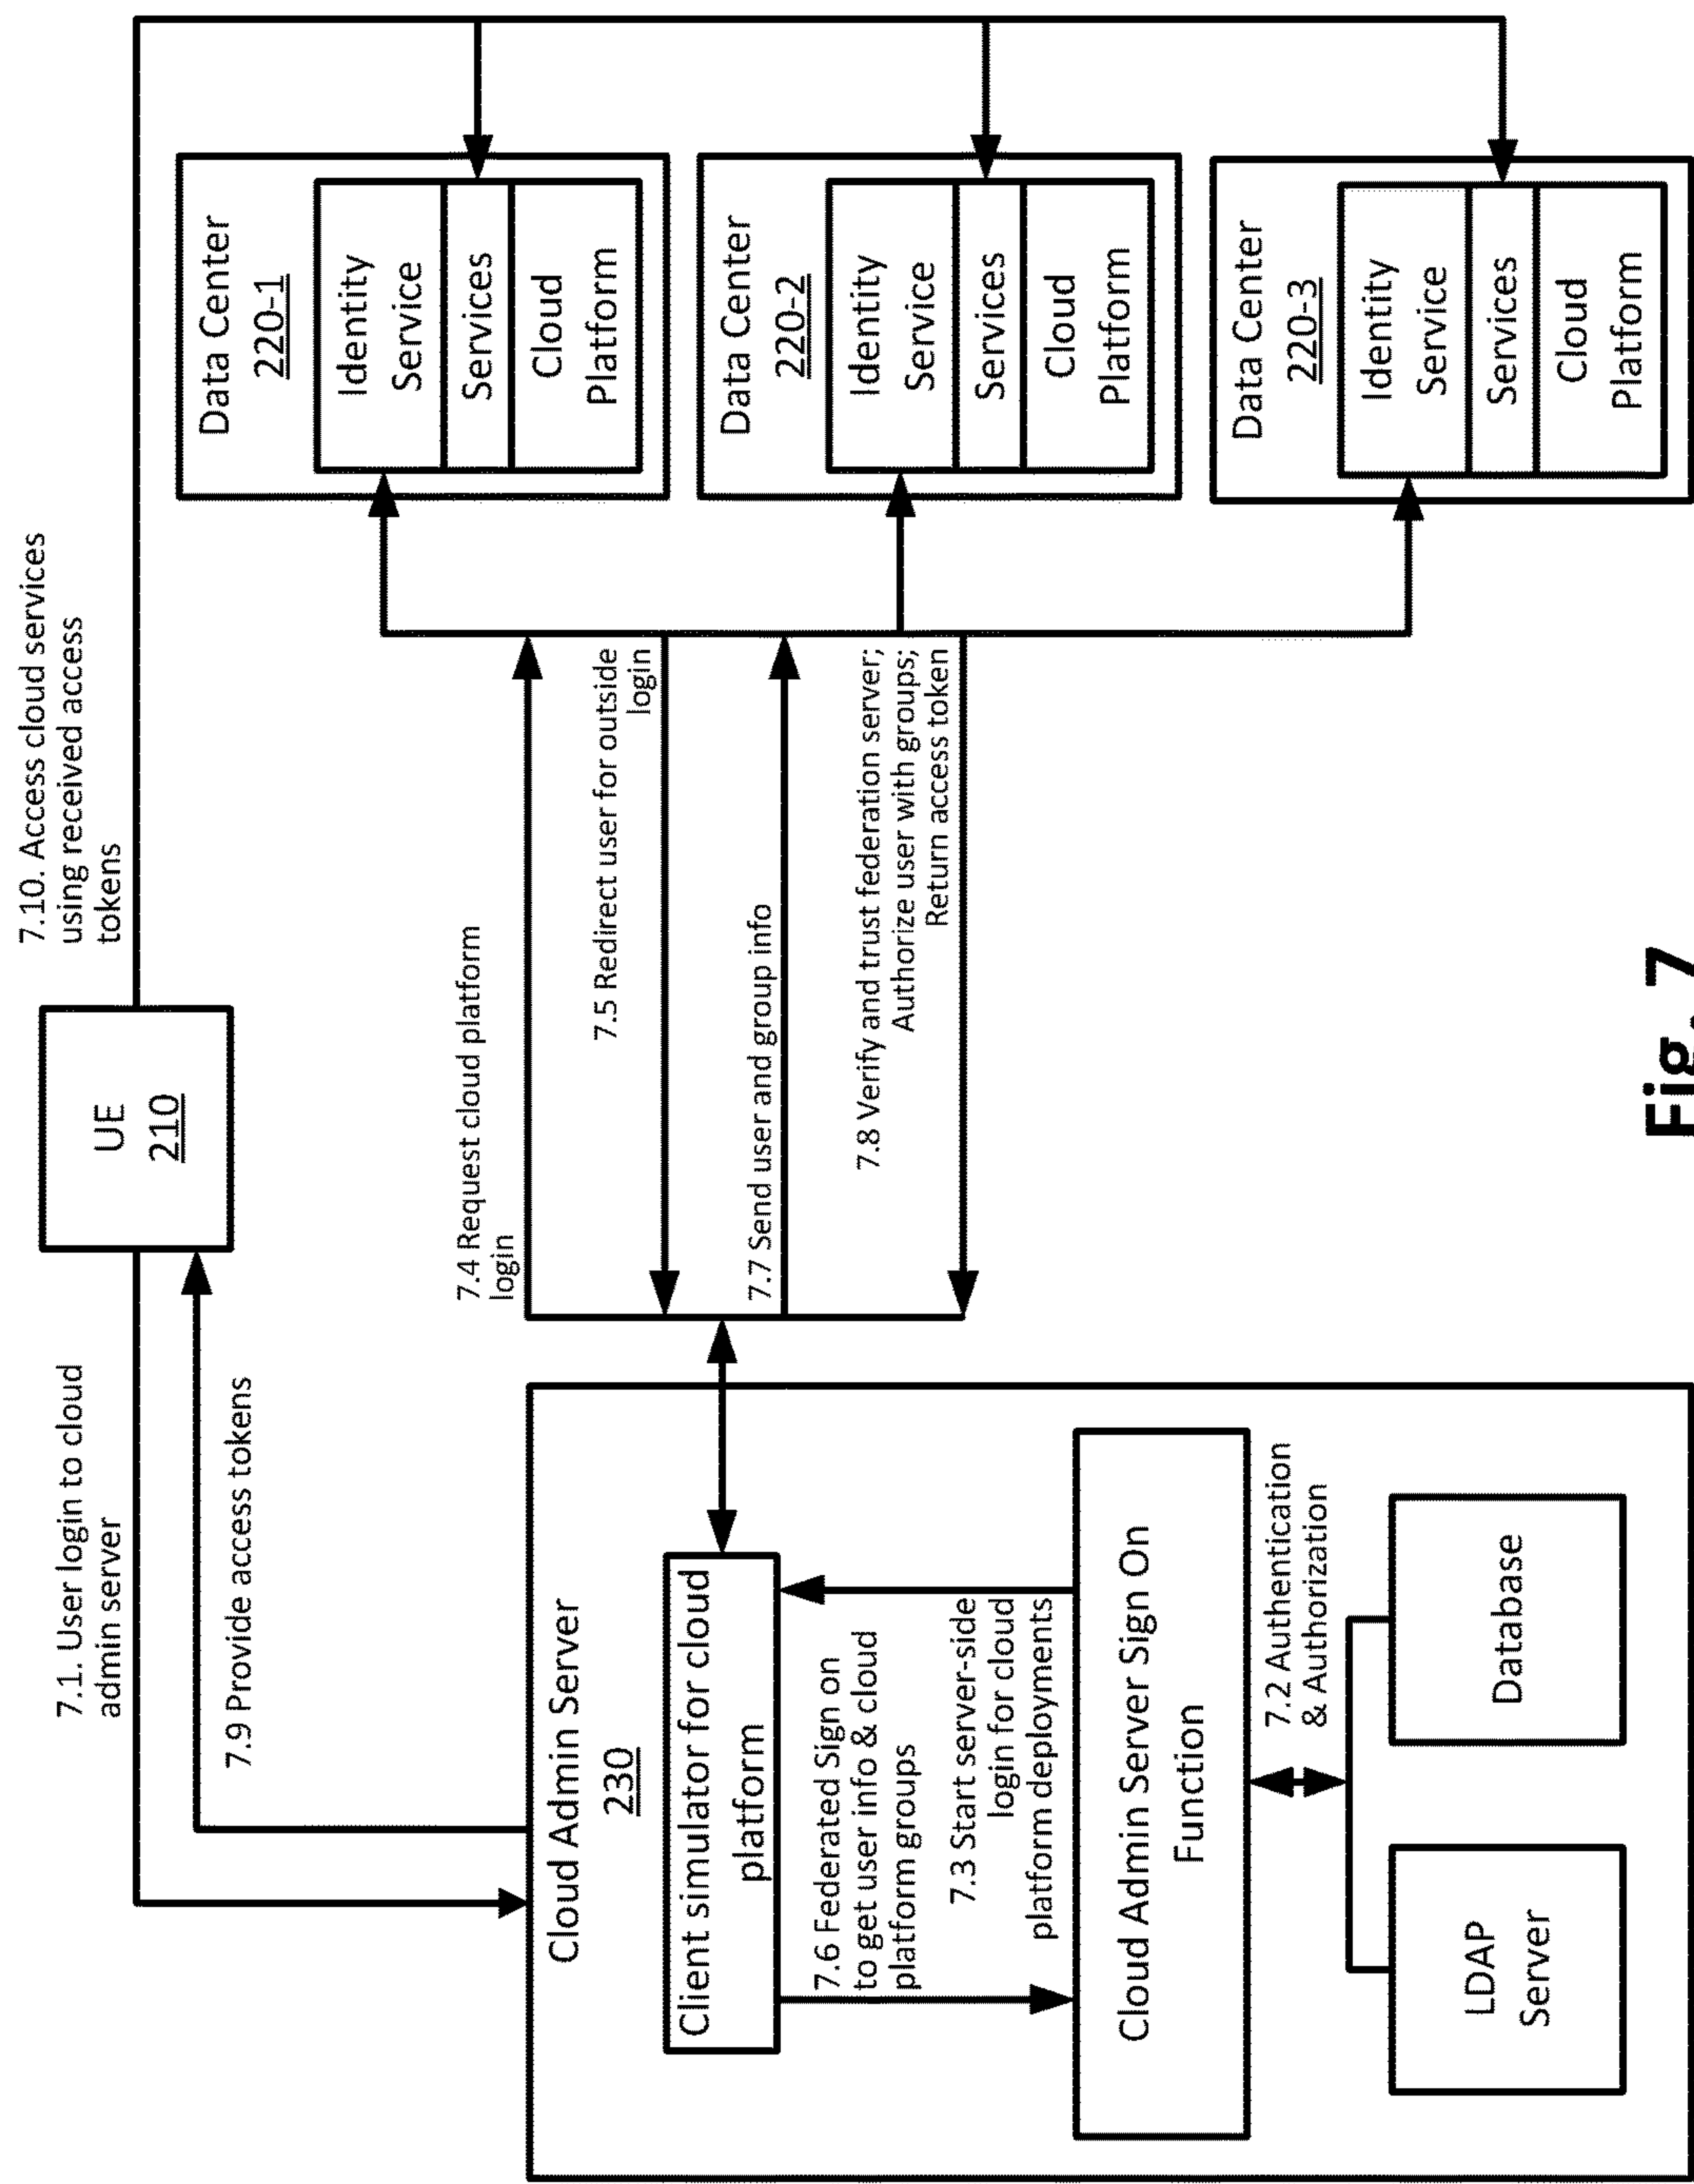 7.1. User login to cloud
admin server
7.9 Provide access tokens
UE
210
7.10. Access cloud services
using received access
tokens
Cloud Admin Server
230
Client simulator for cloud
platform
7.6 Federated Sign on
to get user info & cloud
platform groups
7.3 Start server-side
login for cloud
platform deployments
Cloud Admin Server Sign On
Function
7.2 Authentication
& Authorization
LDAP
Server
Database
7.4 Request cloud platform
login
7.5 Redirect user for outside
login
7.7 Send user and group info
7.8 Verify and trust federation server;
Authorize user with groups;
Return access token
Data Center
220-1
Identity
Service
Services
Cloud
Platform
Data Center
220-2
Identity
Service
Services
Cloud
Platform
Data Center
220-3
Identity
Service
Services
Cloud
Platform
Fig. 7